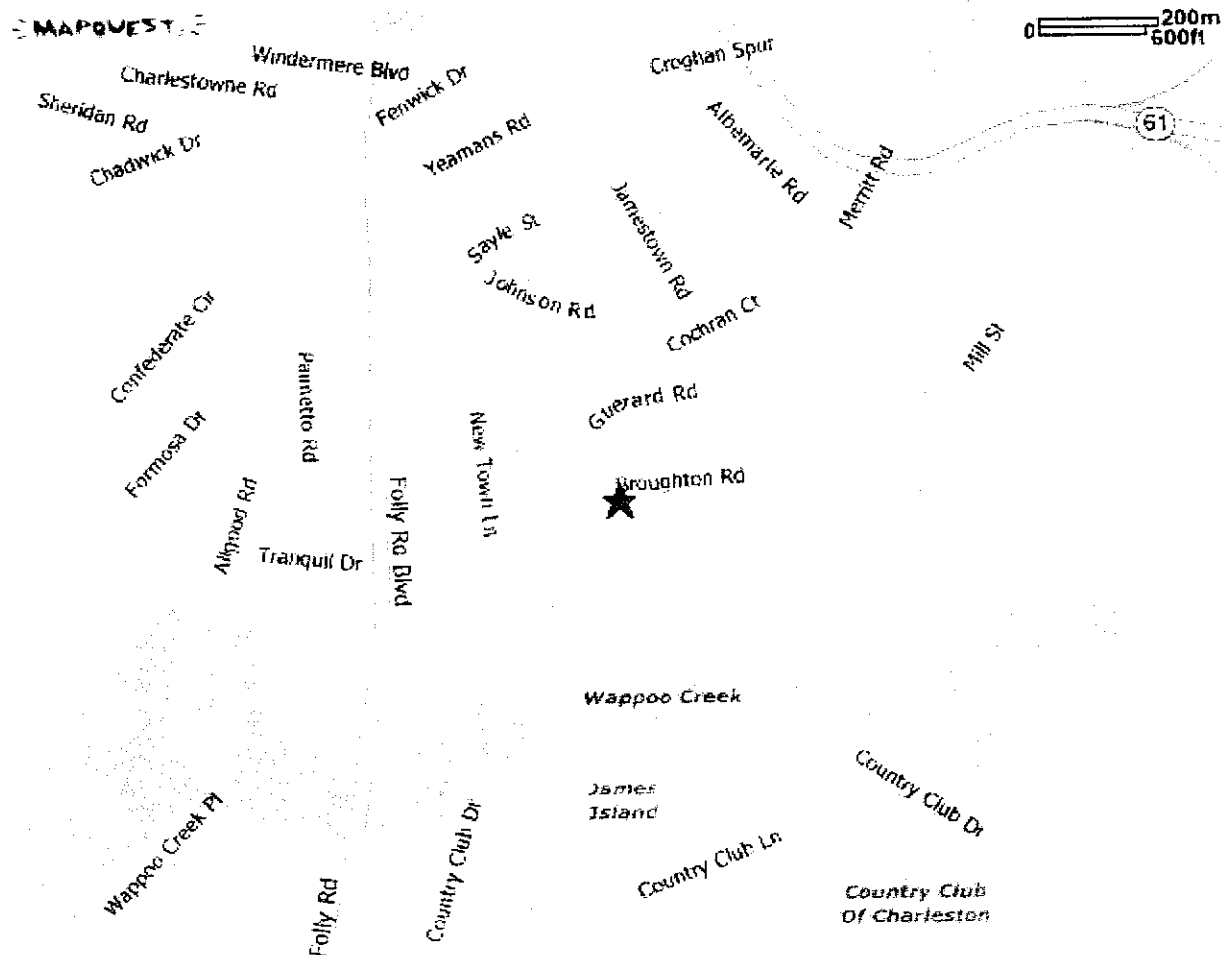 MAPQUEST
0 200m
600ft
Windermere Blvd
Croghan Spur
Charlestowne Rd
Fenwick Dr
Sheridan Rd
Albemarle Rd
61
Chadwick Dr
Yeamans Rd
Merritt Rd
Jamestown Rd
Sayle St
Johnson Rd
Confederate Cir
Cochran Ct
Mill St
Palmetto Rd
Guerard Rd
Formosa Dr
New Town Ln
Broughton Rd
Folly Rd Blvd
Allgood Rd
Tranquil Dr
Wappoo Creek
James
Island
Country Club Dr
Wappoo Creek Pl
Country Club Dr
Country Club Ln
Folly Rd
Country Club
Of Charleston